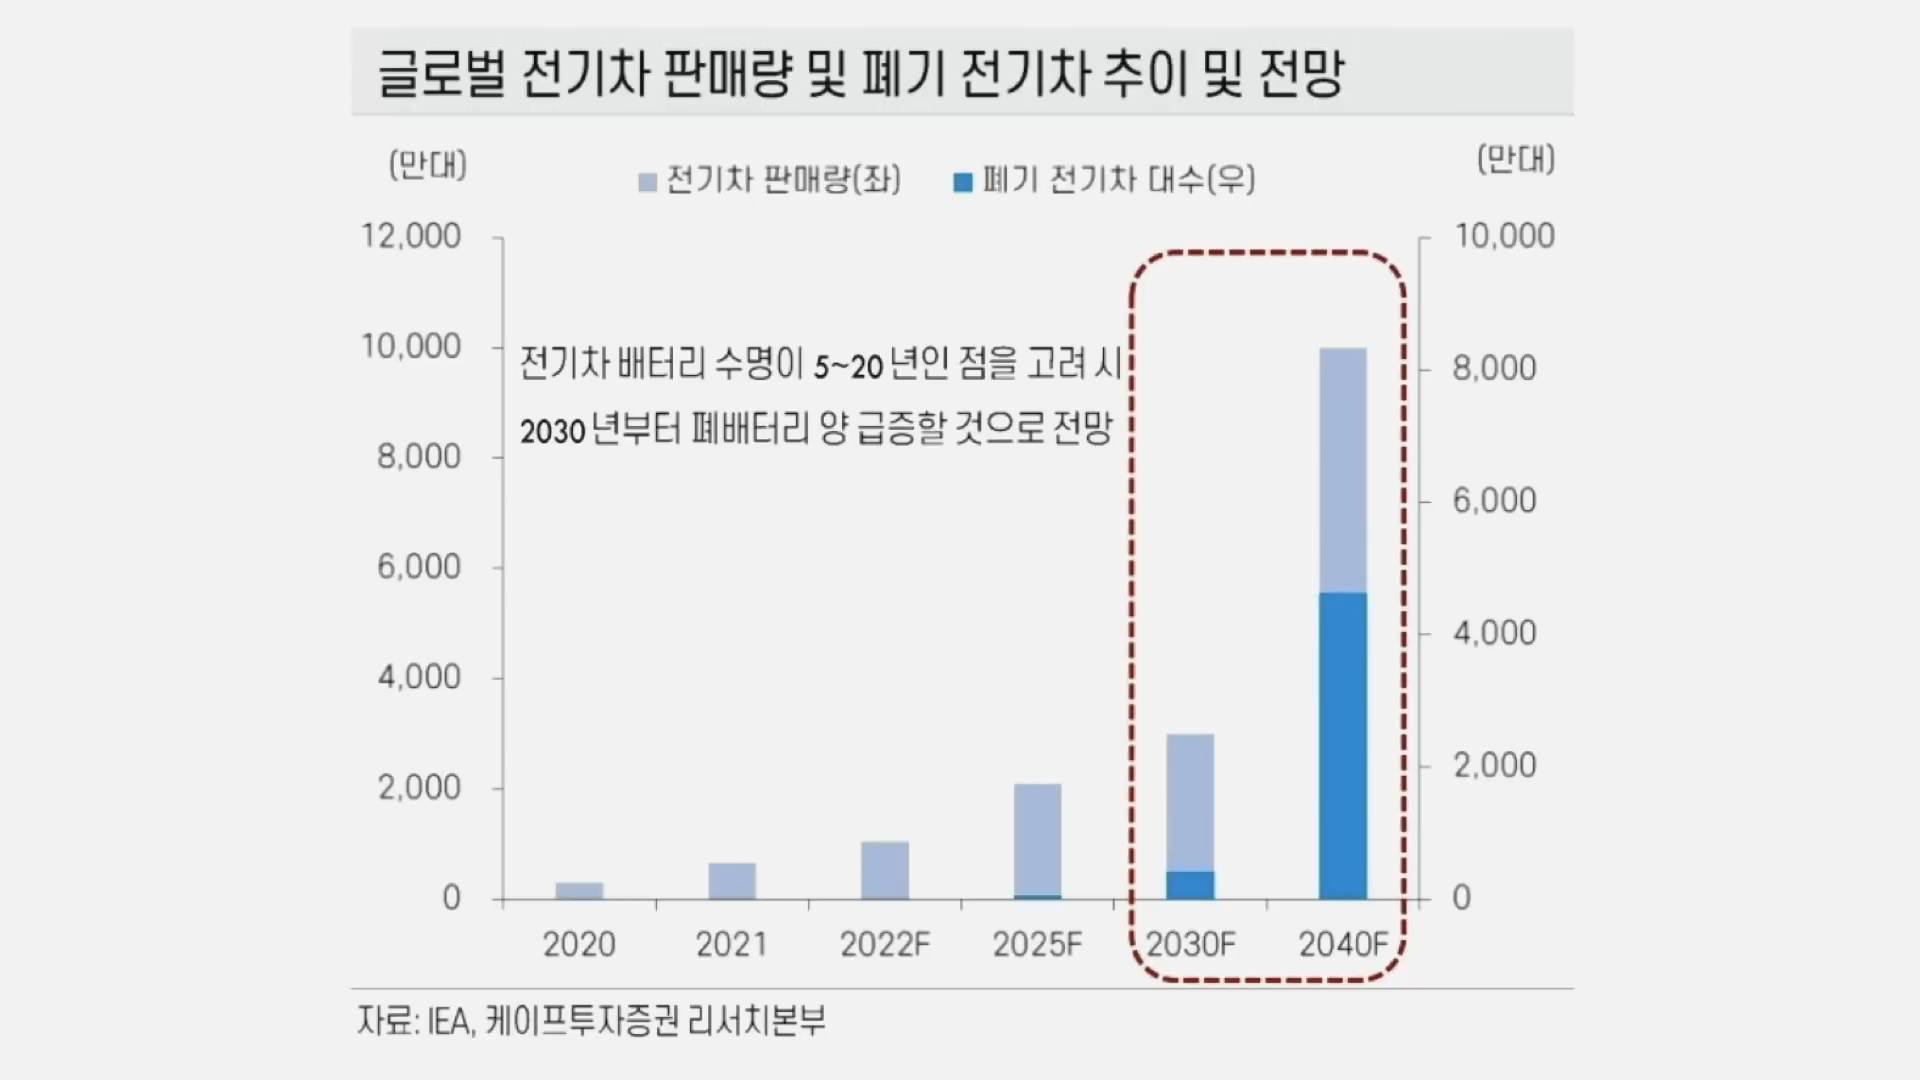 글로벌 전기차 판매량 및 폐기 전기차 추이 및 전망
(만대)
(만대)
전기차 판매량(좌)
폐기 전기차 대수(우)
12,000
10,000
8,000
6,000
4,000
2,000
0
전기차 배터리 수명이 5~20년인 점을 고려 시
2030년부터 폐배터리 양 급증할 것으로 전망
10,000
8,000
6,000
4,000
2,000
0
2020 2021 2022F 2025F 2030F 2040F
자료: IEA, 케이프투자증권 리서치본부